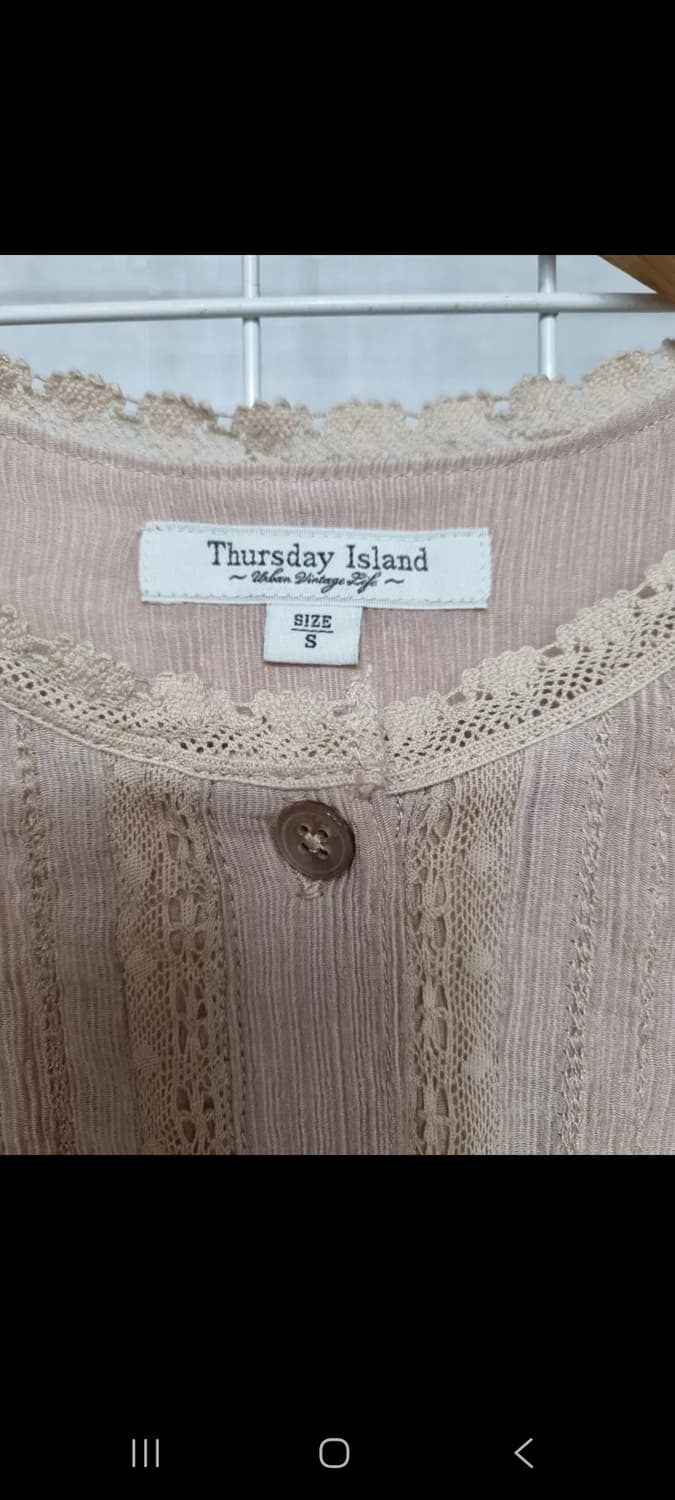 Thursday Island
~ Urban Vintage Life ~
SIZE
S